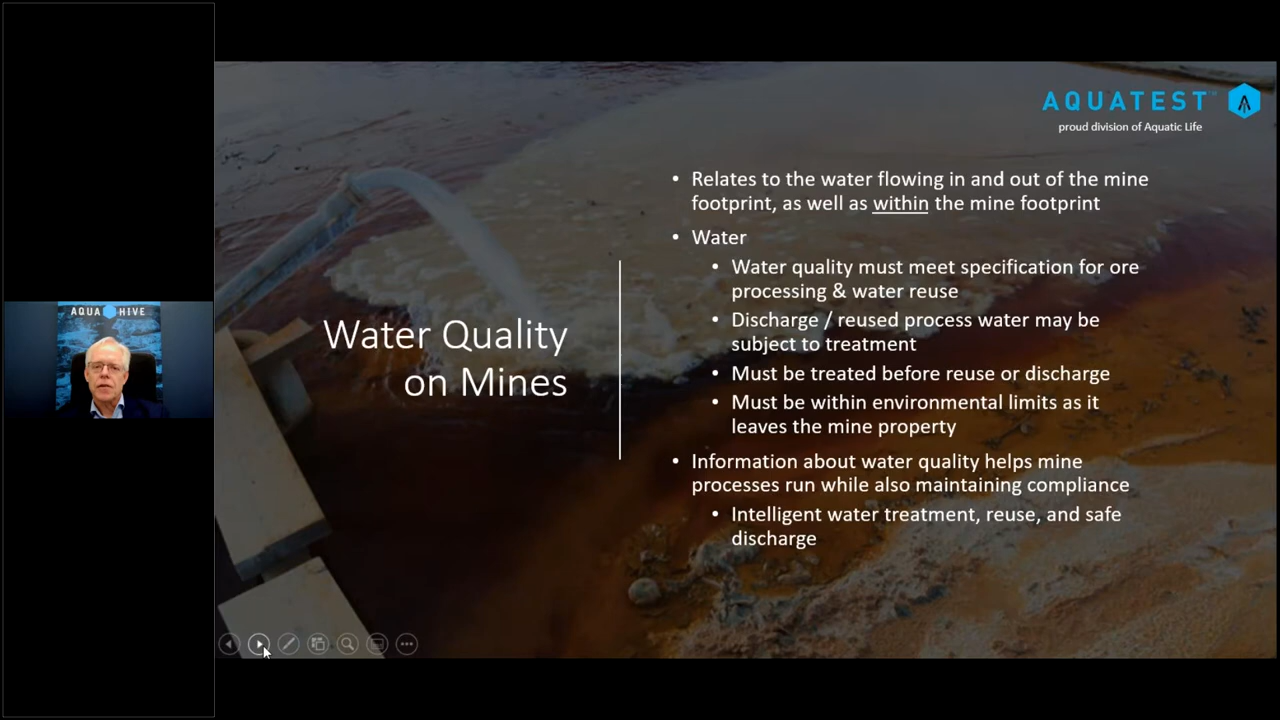 AQUA HIVE
AQUATEST
proud division of Aquatic Life
Water Quality
on Mines
• Relates to the water flowing in and out of the mine
footprint, as well as within the mine footprint
• Water
• Water quality must meet specification for ore
processing & water reuse
• Discharge / reused process water may be
subject to treatment
• Must be treated before reuse or discharge
• Must be within environmental limits as it
leaves the mine property
• Information about water quality helps mine
processes run while also maintaining compliance
• Intelligent water treatment, reuse, and safe
discharge